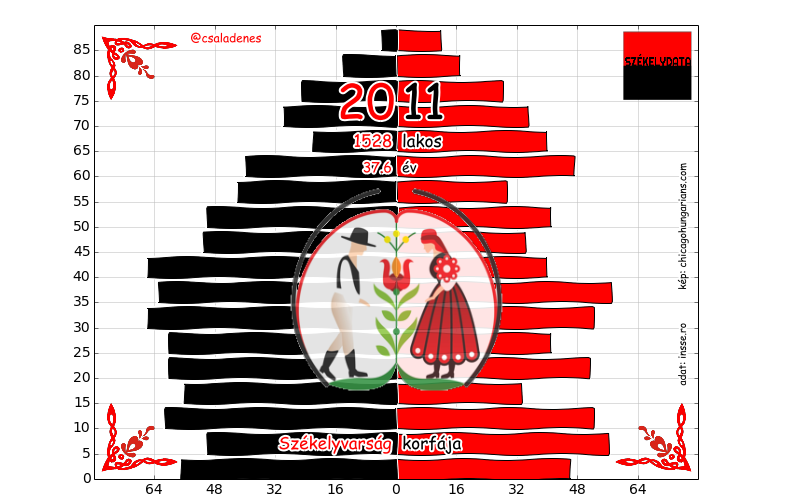 @csaladenes
SZÉKELYDATA
2011
1528 lakos
37.6 év
kép: chicagohungarians.com
adat: insse.ro
Székelyvarság korfája
85
80
75
70
65
60
55
50
45
40
35
30
25
20
15
10
5
0
64 48 32 16 0 16 32 48 64